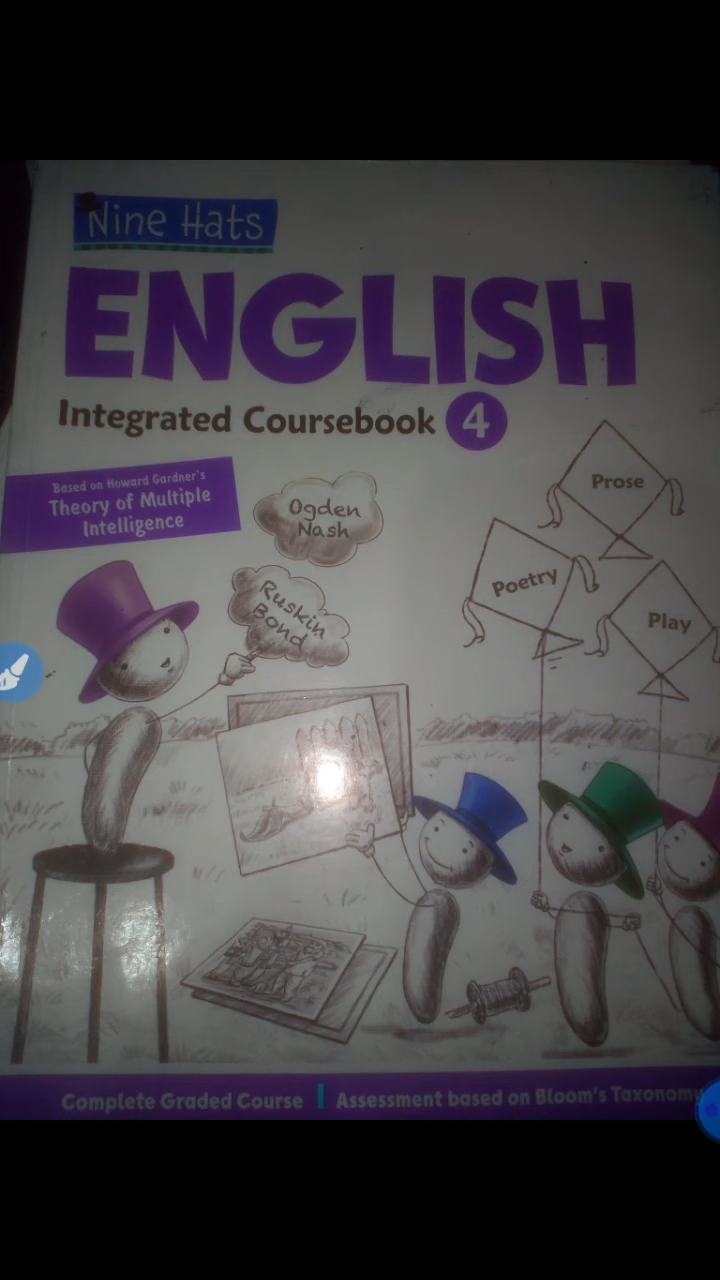 Nine Hats
ENGLISH
Integrated Coursebook 4
Based on Howard Gardner's
Theory of Multiple
Intelligence
Ogden
Nash
Ruskin
Bond
Prose
Poetry
Play
Complete Graded Course | Assessment based on Bloom's Taxonomy